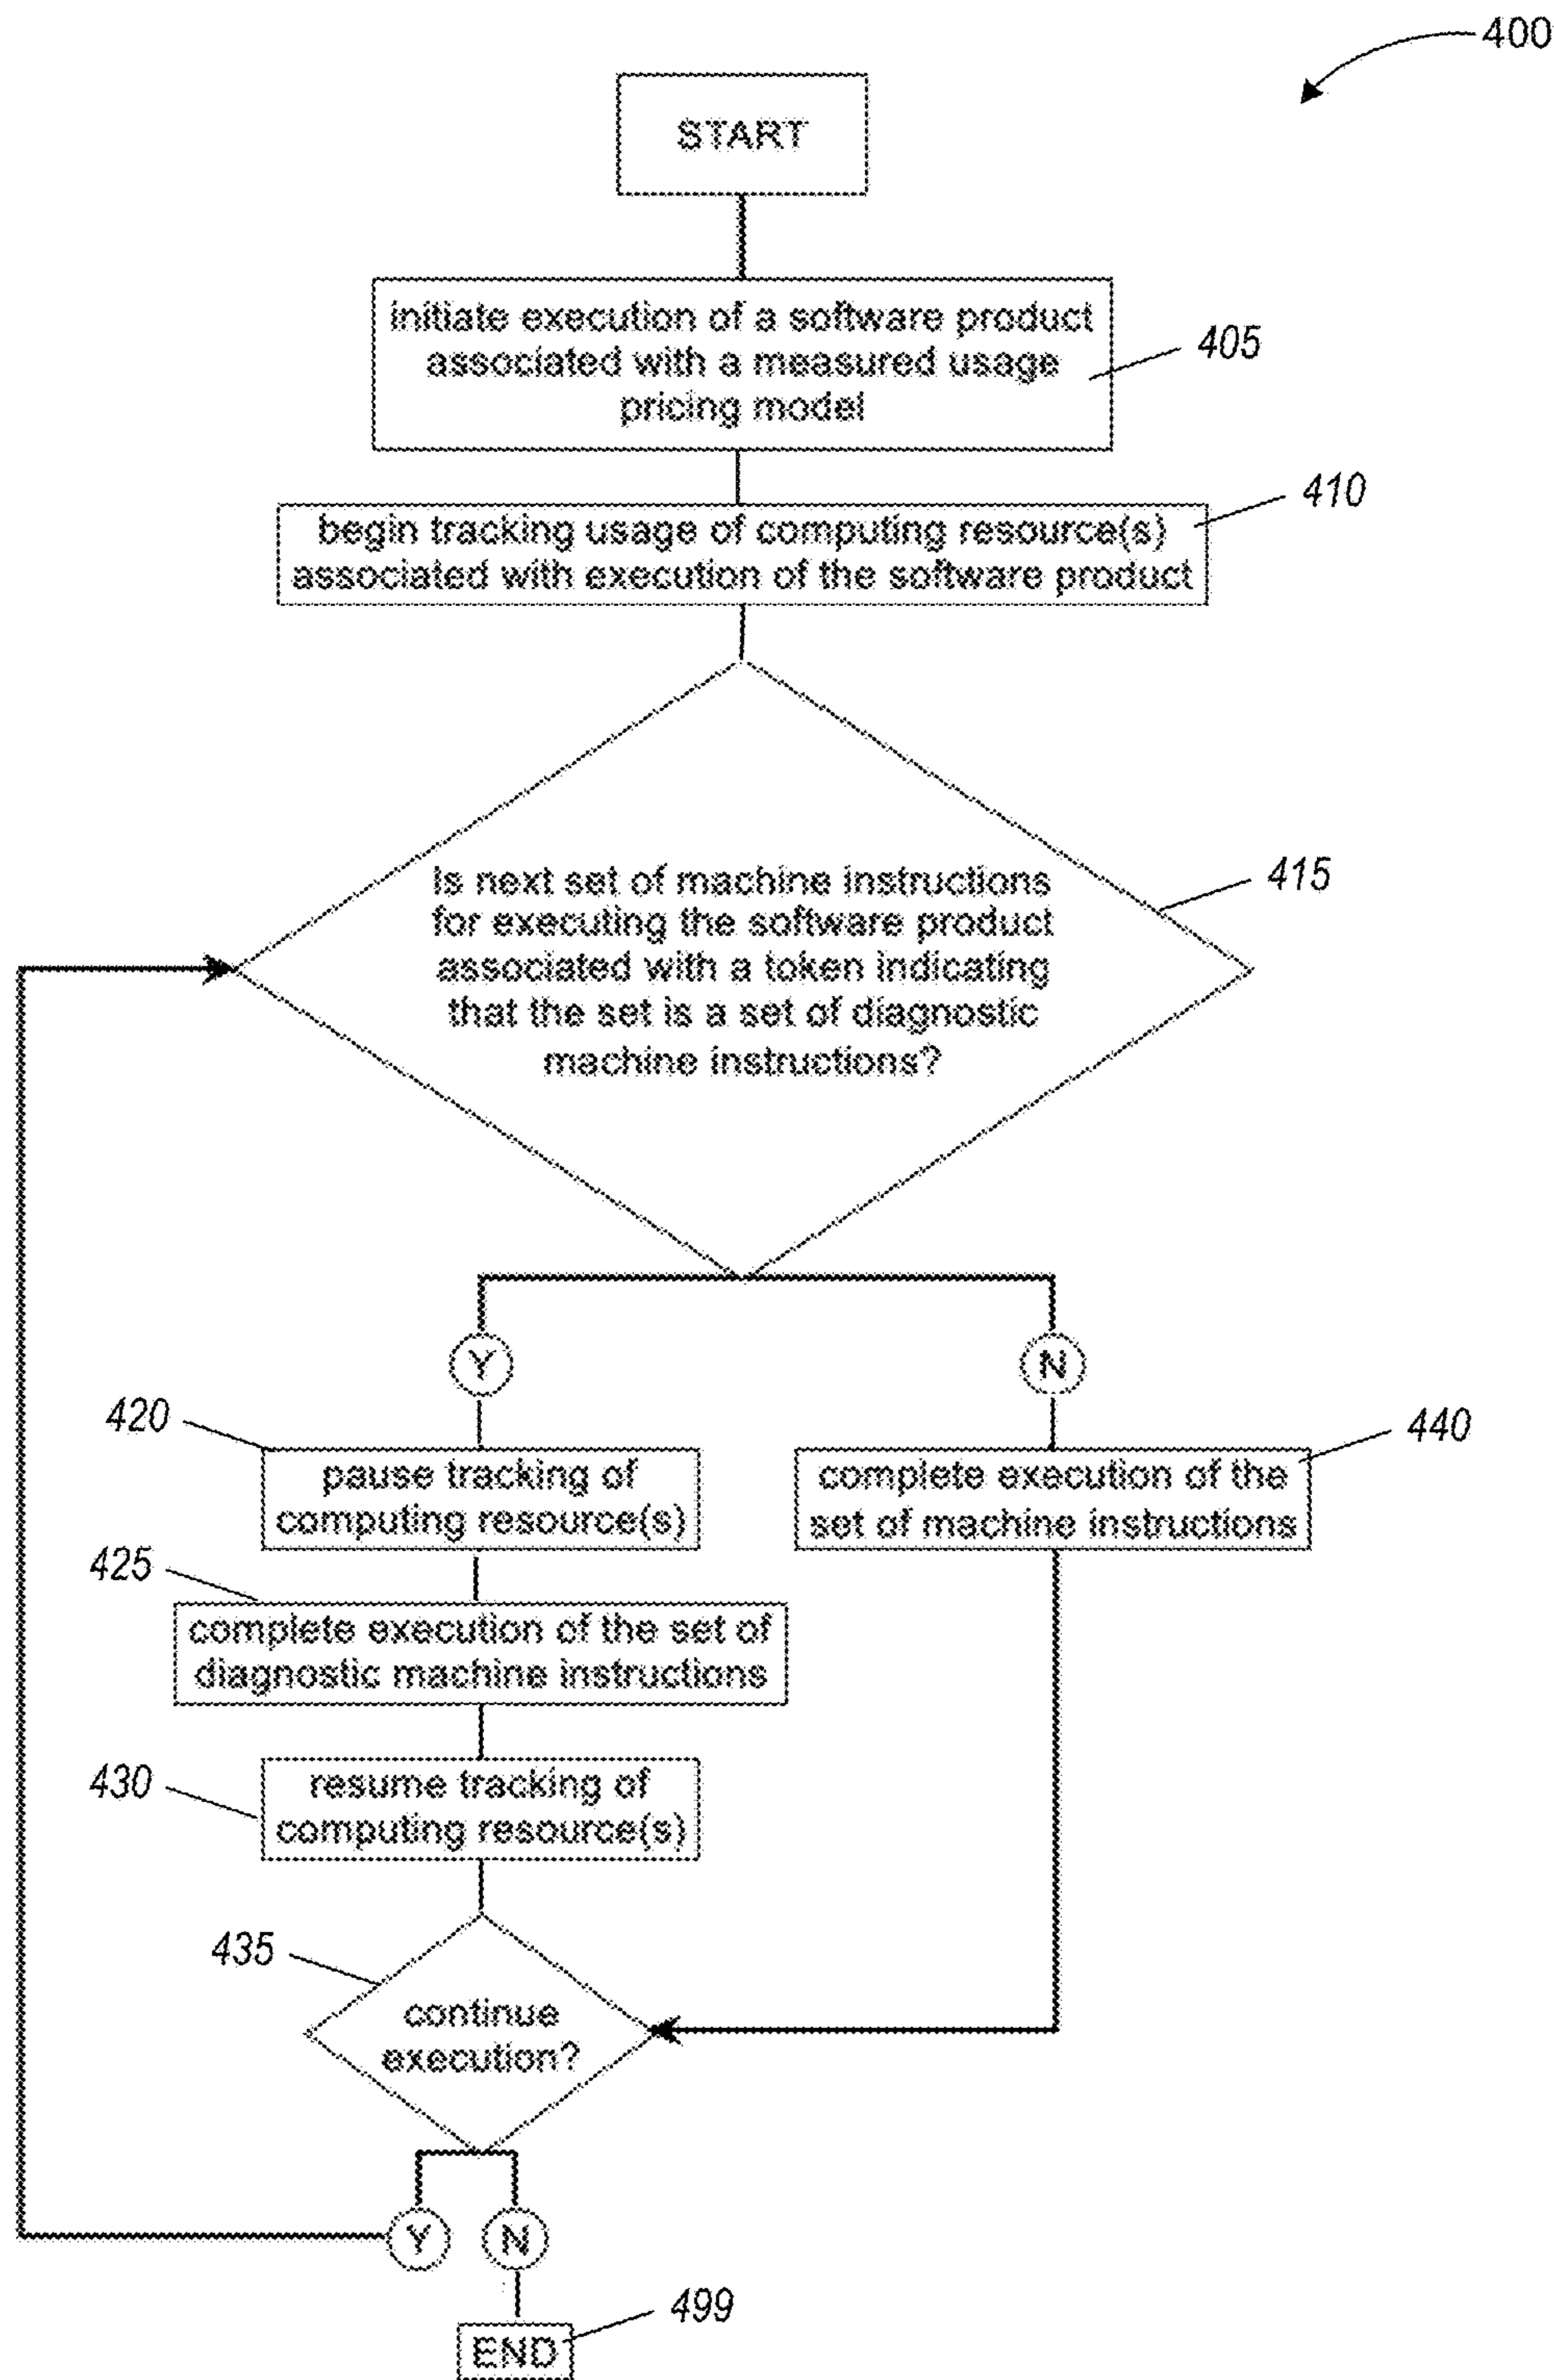 400
START
initiate execution of a software product
associated with a measured usage
pricing model
405
410
begin tracking usage of computing resource(s)
associated with execution of the software product
415
Is next set of machine instructions
for executing the software product
associated with a token indicating
that the set is a set of diagnostic
machine instructions?
Y
N
420
pause tracking of
computing resource(s)
440
complete execution of the
set of machine instructions
425
complete execution of the set of
diagnostic machine instructions
430
resume tracking of
computing resource(s)
435
continue
execution?
Y
N
499
END